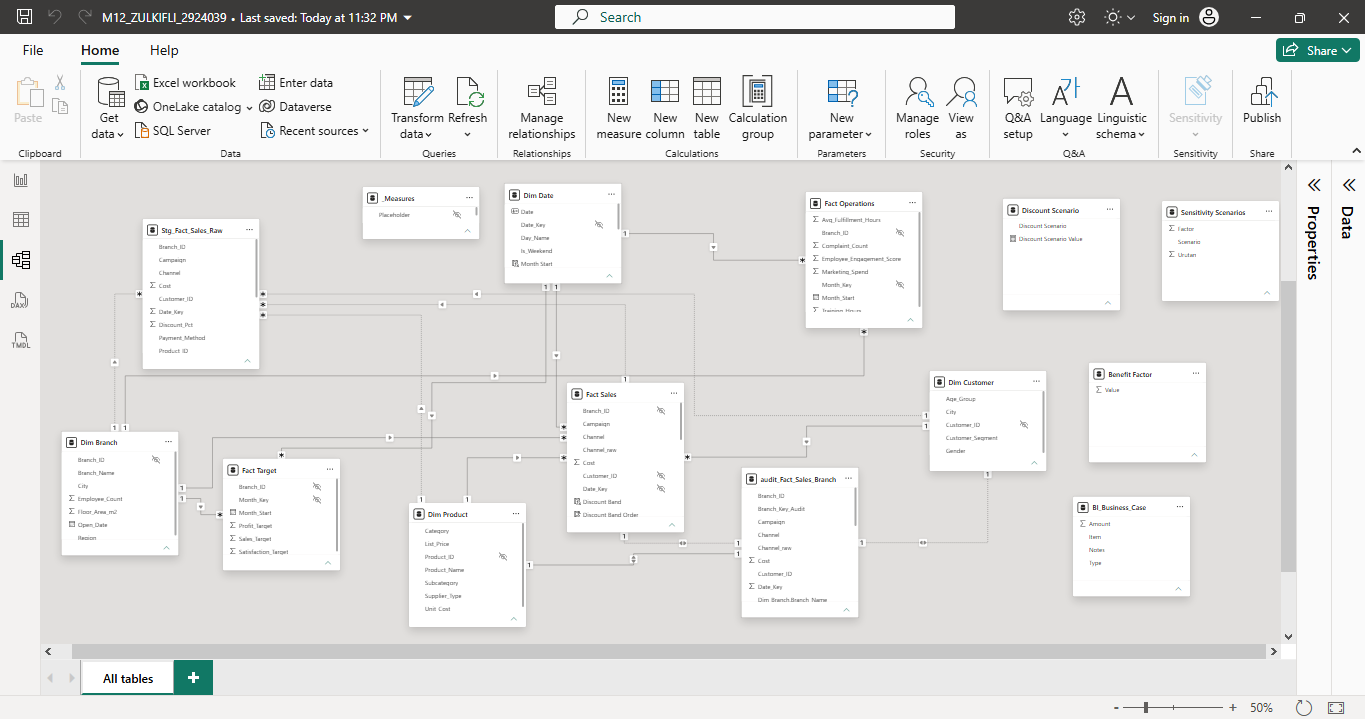 M12_ZULKIFLI_2924039 • Last saved: Today at 11:32 PM
Search
Sign in
File
Home
Help
Share
Paste
Get data
Excel workbook
OneLake catalog
SQL Server
Enter data
Dataverse
Recent sources
Transform data
Refresh
Manage relationships
New measure
New column
New table
Calculation group
New parameter
Manage roles
View as
Q&A setup
Language
Linguistic schema
Sensitivity
Publish
Clipboard
Data
Queries
Relationships
Calculations
Parameters
Security
Q&A
Sensitivity
Share
DAX
TMDL
Stg_Fact_Sales_Raw
Branch_ID
Campaign
Channel
Cost
Customer_ID
Date_Key
Discount_Pct
Payment_Method
Product_ID
_Measures
Placeholder
Dim Date
Date
Date_Key
Day_Name
Is_Weekend
Month Start
Fact Operations
Avg_Fulfillment_Hours
Branch_ID
Complaint_Count
Employee_Engagement_Score
Marketing_Spend
Month_Key
Month_Start
Training_Hours
Discount Scenario
Discount Scenario
Discount Scenario Value
Sensitivity Scenarios
Factor
Scenario
Urutan
Dim Branch
Branch_ID
Branch_Name
City
Employee_Count
Floor_Area_m2
Open_Date
Region
Fact Target
Branch_ID
Month_Key
Month_Start
Profit_Target
Sales_Target
Satisfaction_Target
Dim Product
Category
List_Price
Product_ID
Product_Name
Subcategory
Supplier_Type
Unit_Cost
Fact Sales
Branch_ID
Campaign
Channel
Channel_raw
Cost
Customer_ID
Date_Key
Discount Band
Discount Band Order
audit_Fact_Sales_Branch
Branch_ID
Branch_Key_Audit
Campaign
Channel
Channel_raw
Cost
Customer_ID
Date_Key
Dim_Branch.Branch_Name
Dim Customer
Age_Group
City
Customer_ID
Customer_Segment
Gender
Benefit Factor
Value
BI_Business_Case
Amount
Item
Notes
Type
Properties
Data
All tables
50%